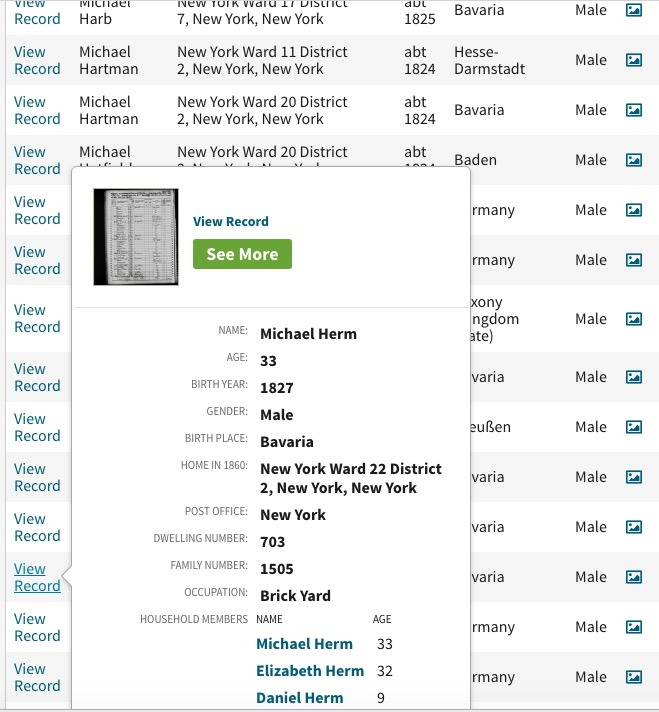 View Michael New York Ward 17 District abt
Record Harb 7, New York, New York 1825 Bavaria Male
View Michael New York Ward 11 District abt Hesse-
Record Hartman 2, New York, New York 1824 Darmstadt Male
View Michael New York Ward 20 District abt
Record Hartman 2, New York, New York 1824 Bavaria Male
View Michael New York Ward 20 District abt
Record Baden Male
View
Record rmany Male
View
Record rmany Male
View xony
Record ngdom Male
ate)
View
Record varia Male
View
Record eußen Male
View
Record varia Male
View
Record varia Male
View
Record varia Male
View
Record rmany Male
View
Record rmany Male
View Record
See More
NAME: Michael Herm
AGE: 33
BIRTH YEAR: 1827
GENDER: Male
BIRTH PLACE: Bavaria
HOME IN 1860: New York Ward 22 District
2, New York, New York
POST OFFICE: New York
DWELLING NUMBER: 703
FAMILY NUMBER: 1505
OCCUPATION: Brick Yard
HOUSEHOLD MEMBERS NAME AGE
Michael Herm 33
Elizabeth Herm 32
Daniel Herm 9